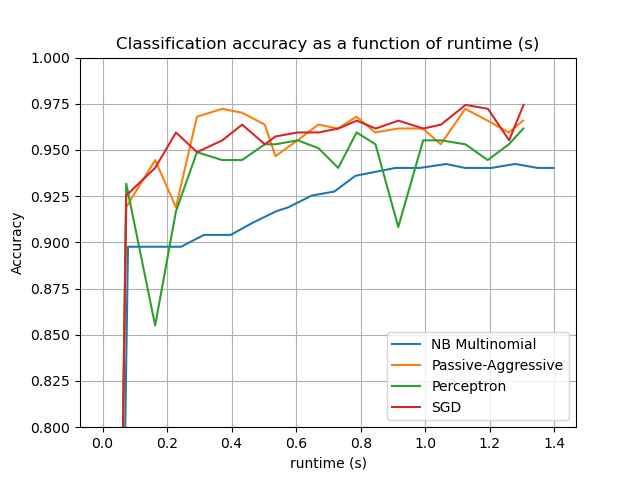 Classification accuracy as a function of runtime (s)
1.000
0.975
0.950
0.925
0.900
0.875
0.850
0.825
0.800
Accuracy
NB Multinomial
Passive-Aggressive
Perceptron
SGD
0.0 0.2 0.4 0.6 0.8 1.0 1.2 1.4
runtime (s)